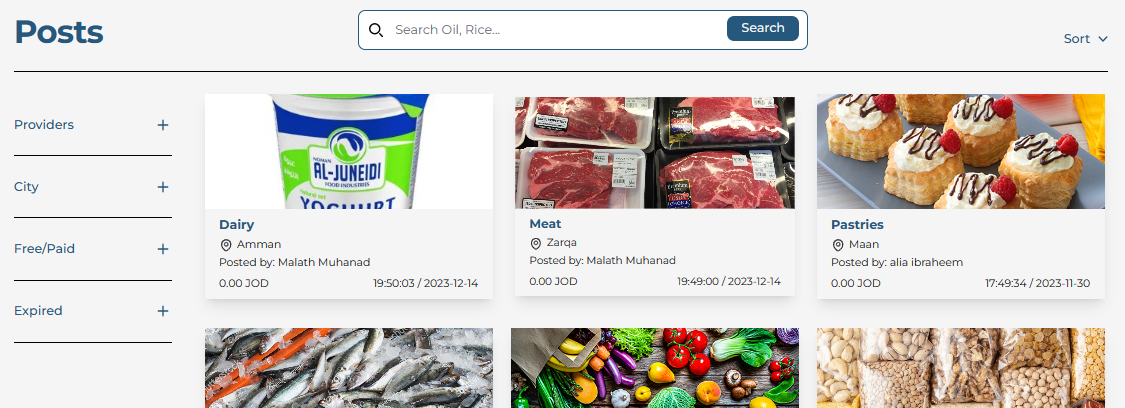 Posts
Search Oil, Rice...
Search
Sort
Providers
City
Free/Paid
Expired
NOMAN
AL-JUNEIDI
FOOD INDUSTRIES
YOGHURT
Dairy
Amman
Posted by: Malath Muhanad
0.00 JOD 19:50:03 / 2023-12-14
Meat
Zarqa
Posted by: Malath Muhanad
0.00 JOD 19:49:00 / 2023-12-14
Pastries
Maan
Posted by: alia ibraheem
0.00 JOD 17:49:34 / 2023-11-30